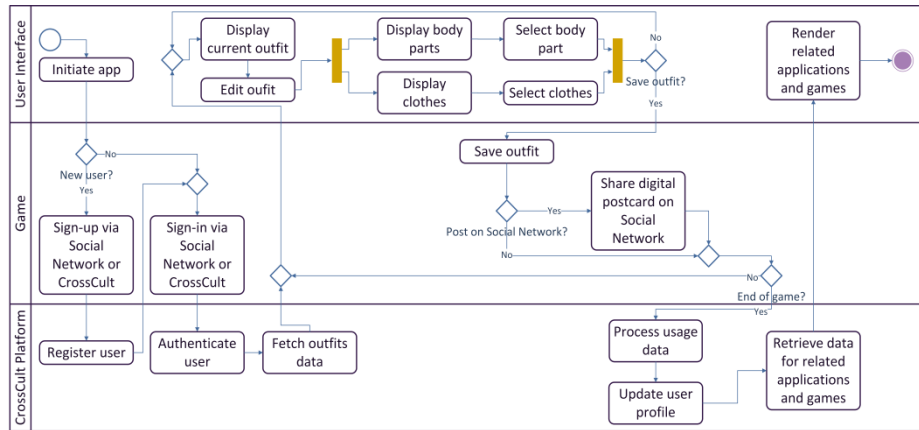 User Interface
Initiate app
Display
current outfit
Edit oufit
Display body
parts
Select body
part
Display
clothes
Select clothes
No
Save outfit?
Yes
Render
related
applications
and games
Game
New user?
No
Yes
Sign-up via
Social
Network or
CrossCult
Sign-in via
Social
Network or
CrossCult
Save outfit
Post on Social Network?
Yes
No
Share digital
postcard on
Social
Network
No
End of game?
Yes
CrossCult Platform
Register user
Authenticate
user
Fetch outfits
data
Process usage
data
Update user
profile
Retrieve data
for related
applications
and games